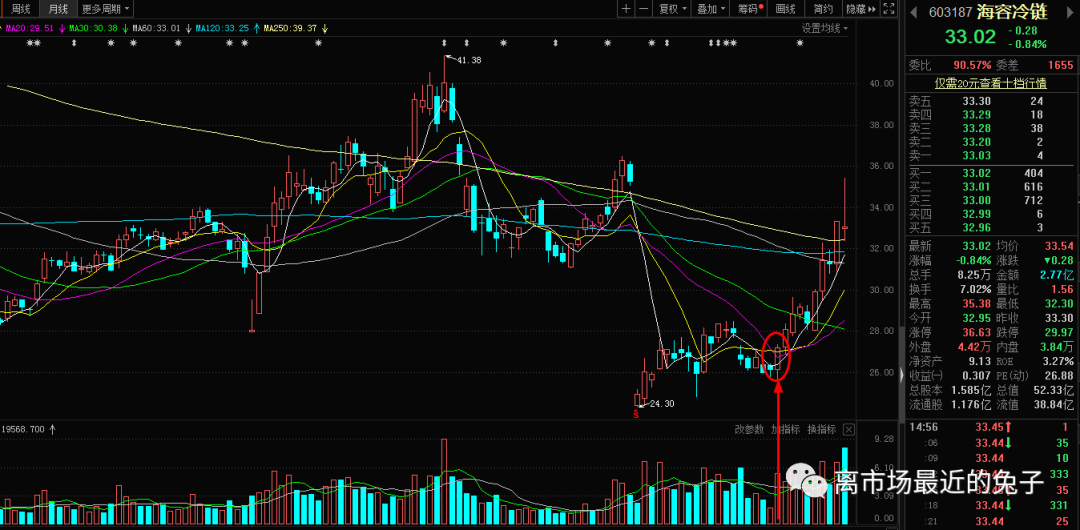 周线 月线 更多周期
复权 叠加 筹码 画线 简约 隐藏
MA20:29.51 MA30:30.38 MA60:33.01 MA120:33.25 MA250:39.37
设置均线
41.38
40.00
38.00
36.00
34.00
32.00
30.00
28.00
26.00
24.30
S
19568.700
改参数 加指标 换指标
9.28
6.10
3.09
0.00
603187 海容冷链
33.02 -0.28
-0.84%
委比 90.57% 委差 1655
仅需20元查看十档行情
卖五 33.30 24
卖四 33.29 18
卖三 33.28 38
卖二 33.20 2
卖一 33.03 4
买一 33.02 404
买二 33.01 616
买三 33.00 712
买四 32.99 6
买五 32.96 3
最新 33.02 均价 33.54
涨幅 -0.84% 涨跌 ▼0.28
总手 8.25万 金额 2.77亿
换手 7.02% 量比 1.56
最高 35.38 最低 32.30
今开 32.95 昨收 33.30
涨停 36.63 跌停 29.97
外盘 4.42万 内盘 3.84万
净资产 9.13 ROE 3.27%
收益(一) 0.307 PE(动) 26.88
总股本 1.585亿 总值 52.33亿
流通股 1.176亿 流值 38.84亿
14:56 33.45 1
:06 33.44 35
:09 33.44 10
333
35
:18 33.44 331
:21 33.44 25
离市场最近的兔子